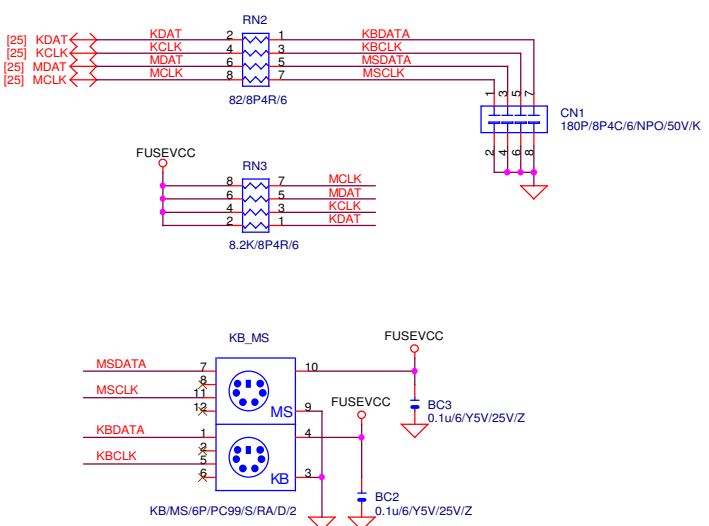 RN2
[25] KDAT KDAT 2 1 KBDATA
[25] KCLK KCLK 4 3 KBCLK
[25] MDAT MDAT 6 5 MSDATA
[25] MCLK MCLK 8 7 MSCLK
82/8P4R/6
1 3 5 7
CN1
180P/8P4C/6/NPO/50V/K
2 4 6 8
FUSEVCC
RN3
8 7 MCLK
6 5 MDAT
4 3 KCLK
2 1 KDAT
8.2K/8P4R/6
KB_MS
FUSEVCC
MSDATA 7 10
8
MSCLK 11
12 MS 9
FUSEVCC
BC3
0.1u/6/Y5V/25V/Z
KBDATA 1 4
2
KBCLK 5
6 KB 3
KB/MS/6P/PC99/S/RA/D/2
BC2
0.1u/6/Y5V/25V/Z